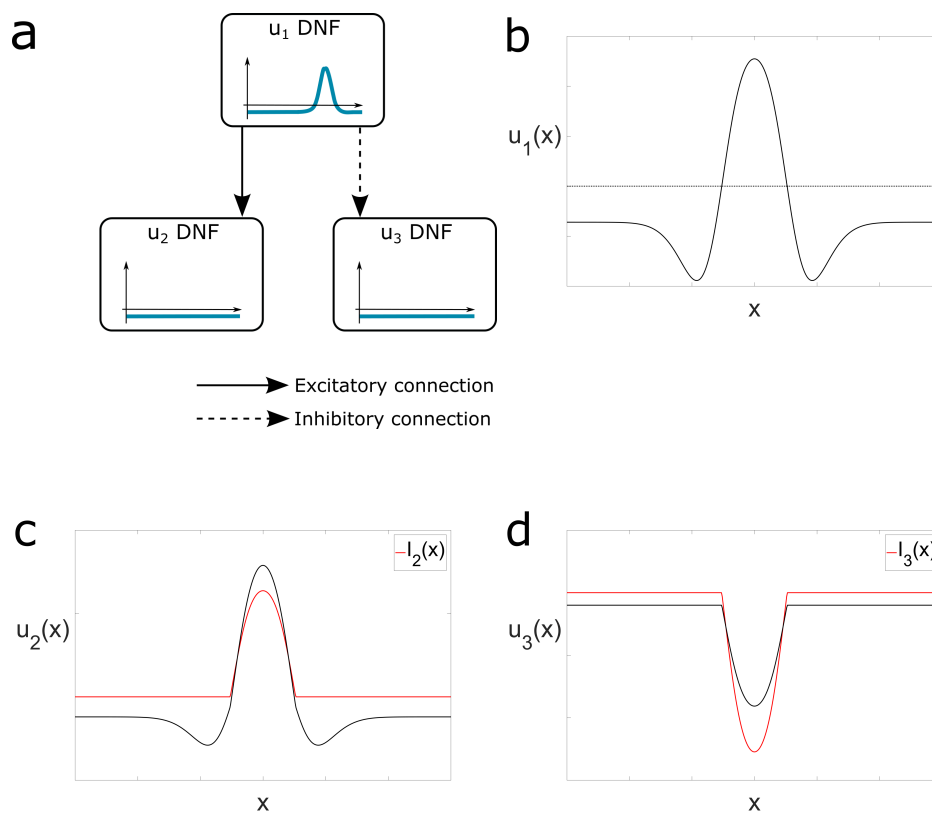 a
u1 DNF
u2 DNF
u3 DNF
Excitatory connection
Inhibitory connection
b
u1(x)
x
c
I2(x)
u2(x)
x
d
I3(x)
u3(x)
x